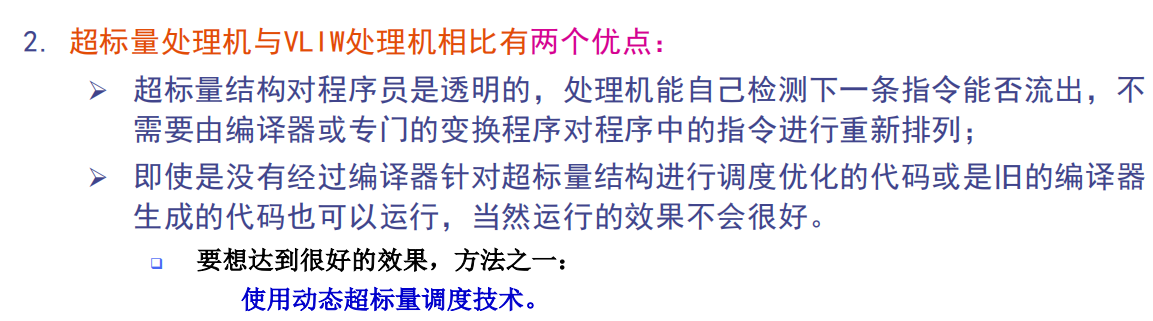 2. 超标量处理机与VLIW处理机相比有两个优点：
➢ 超标量结构对程序员是透明的，处理机能自己检测下一条指令能否流出，不
需要由编译器或专门的变换程序对程序中的指令进行重新排列；
➢ 即使是没有经过编译器针对超标量结构进行调度优化的代码或是旧的编译器
生成的代码也可以运行，当然运行的效果不会很好。
❑ 要想达到很好的效果，方法之一：
使用动态超标量调度技术。